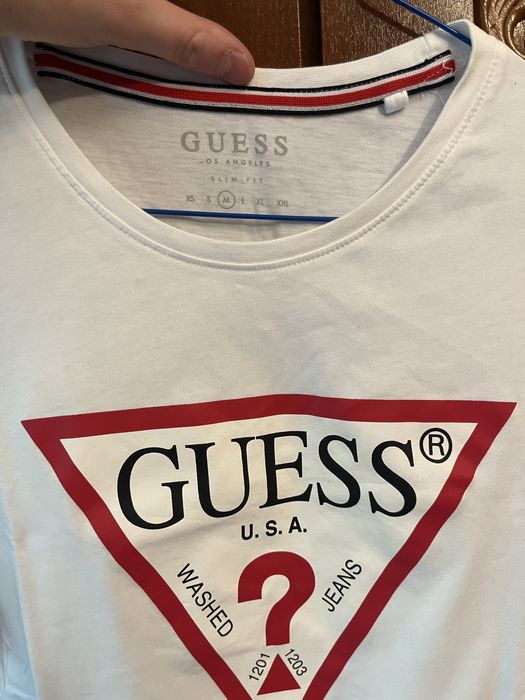 GUESS
LOS ANGELES
SLIM FIT
XS S M L XL XXL
GUESS®
U.S.A.
WASHED ? JEANS
1201 1203